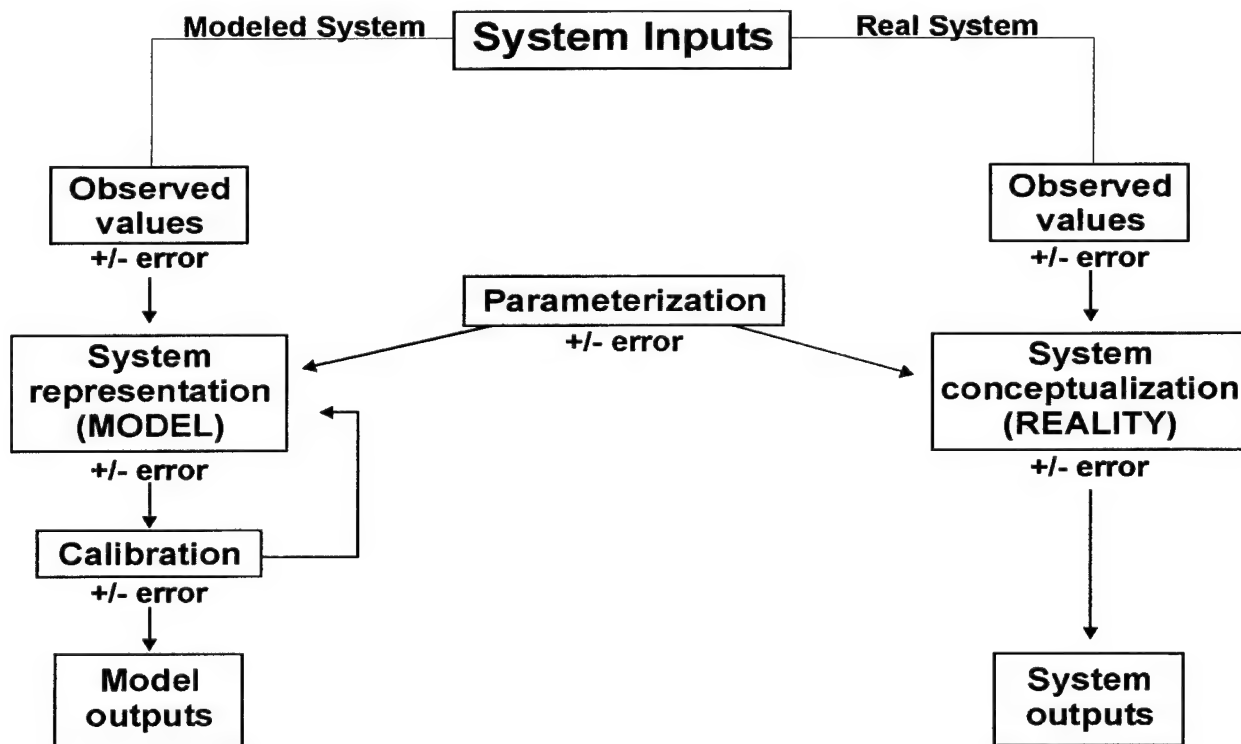 Modeled System
System Inputs
Real System
Observed
values
+/- error
Observed
values
+/- error
Parameterization
+/- error
System
representation
(MODEL)
+/- error
System
conceptualization
(REALITY)
+/- error
Calibration
+/- error
Model
outputs
System
outputs